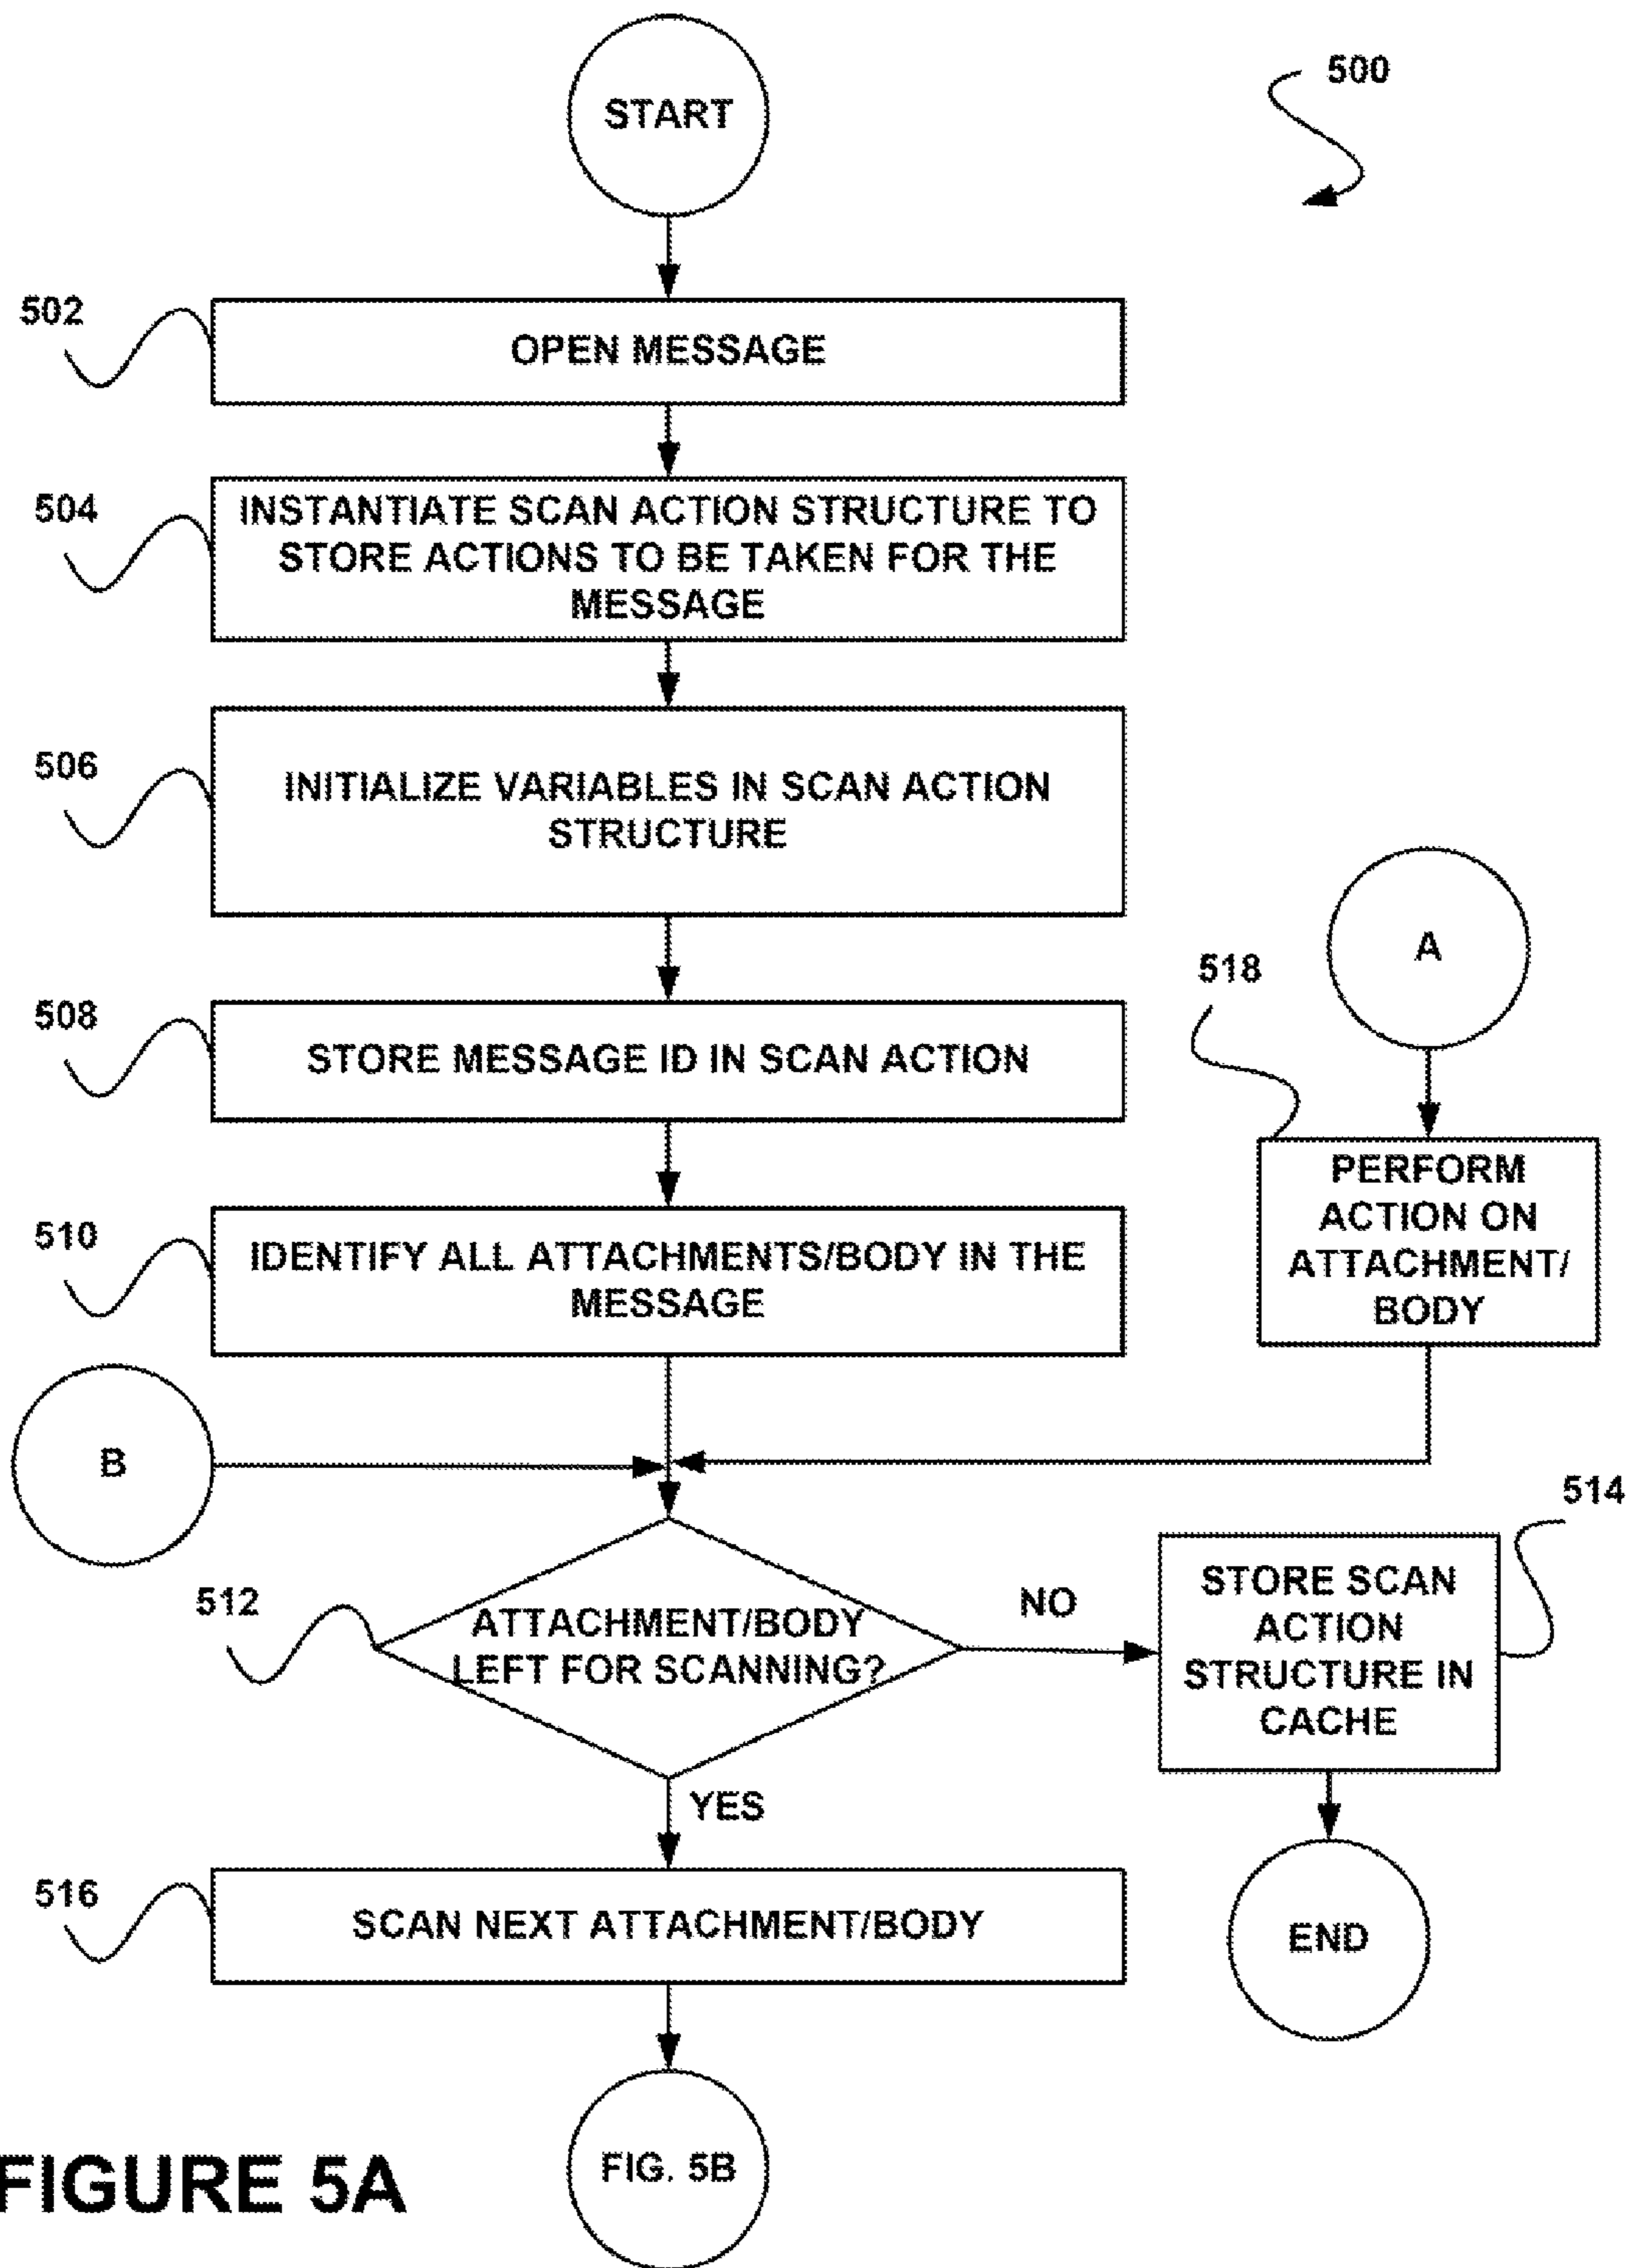 START
500
502
OPEN MESSAGE
504
INSTANTIATE SCAN ACTION STRUCTURE TO
STORE ACTIONS TO BE TAKEN FOR THE
MESSAGE
506
INITIALIZE VARIABLES IN SCAN ACTION
STRUCTURE
508
STORE MESSAGE ID IN SCAN ACTION
A
518
PERFORM
ACTION ON
ATTACHMENT/
BODY
510
IDENTIFY ALL ATTACHMENTS/BODY IN THE
MESSAGE
B
512
ATTACHMENT/BODY
LEFT FOR SCANNING?
NO
514
STORE SCAN
ACTION
STRUCTURE IN
CACHE
YES
516
SCAN NEXT ATTACHMENT/BODY
END
FIG. 5B
FIGURE 5A